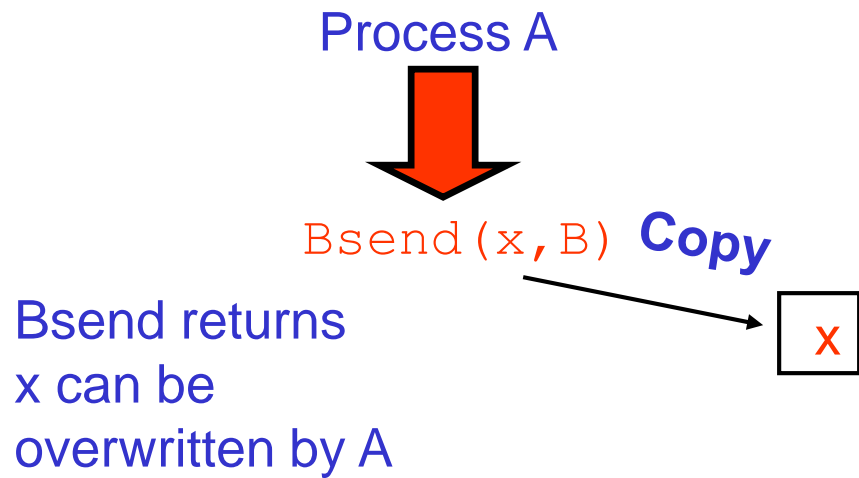 Process A
Bsend(x,B) Copy
x
Bsend returns
x can be
overwritten by A